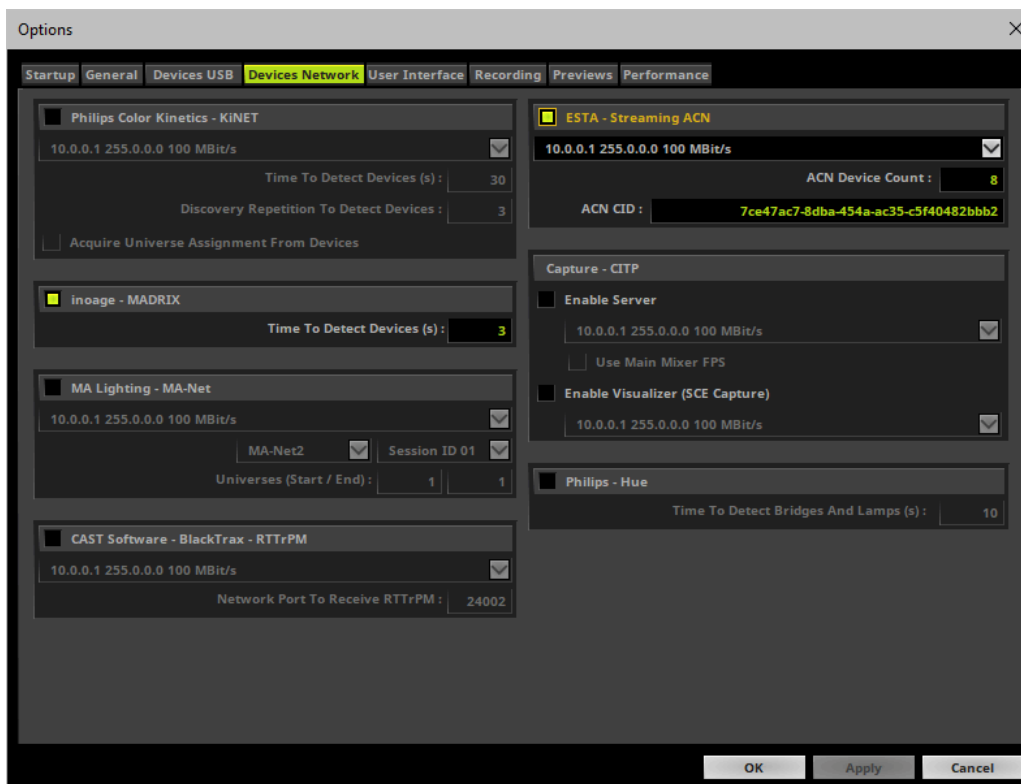 Options
Startup General Devices USB Devices Network User Interface Recording Previews Performance
Philips Color Kinetics - KiNET
10.0.0.1 255.0.0.0 100 MBit/s
Time To Detect Devices (s) : 30
Discovery Repetition To Detect Devices : 3
Acquire Universe Assignment From Devices
inoage - MADRIX
Time To Detect Devices (s) : 3
MA Lighting - MA-Net
10.0.0.1 255.0.0.0 100 MBit/s
MA-Net2 Session ID 01
Universes (Start / End) : 1 1
CAST Software - BlackTrax - RTTrPM
10.0.0.1 255.0.0.0 100 MBit/s
Network Port To Receive RTTrPM : 24002
ESTA - Streaming ACN
10.0.0.1 255.0.0.0 100 MBit/s
ACN Device Count : 8
ACN CID : 7ce47ac7-8dba-454a-ac35-c5f40482bbb2
Capture - CITP
Enable Server
10.0.0.1 255.0.0.0 100 MBit/s
Use Main Mixer FPS
Enable Visualizer (SCE Capture)
10.0.0.1 255.0.0.0 100 MBit/s
Philips - Hue
Time To Detect Bridges And Lamps (s) : 10
OK Apply Cancel